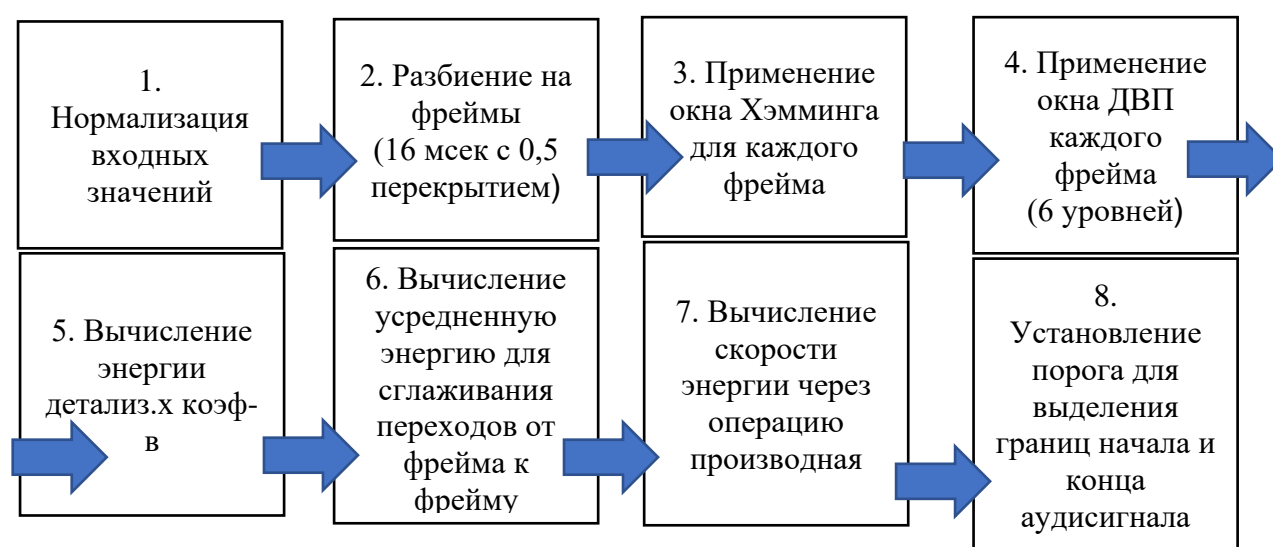 1.
Нормализация
входных
значений
2. Разбиение на
фреймы
(16 мсек с 0,5
перекрытием)
3. Применение
окна Хэмминга
для каждого
фрейма
4. Применение
окна ДВП
каждого
фрейма
(6 уровней)
5. Вычисление
энергии
детализ.х коэф-
в
6. Вычисление
усредненную
энергию для
сглаживания
переходов от
фрейма к
фрейму
7. Вычисление
скорости
энергии через
операцию
производная
8.
Установление
порога для
выделения
границ начала и
конца
аудисигнала